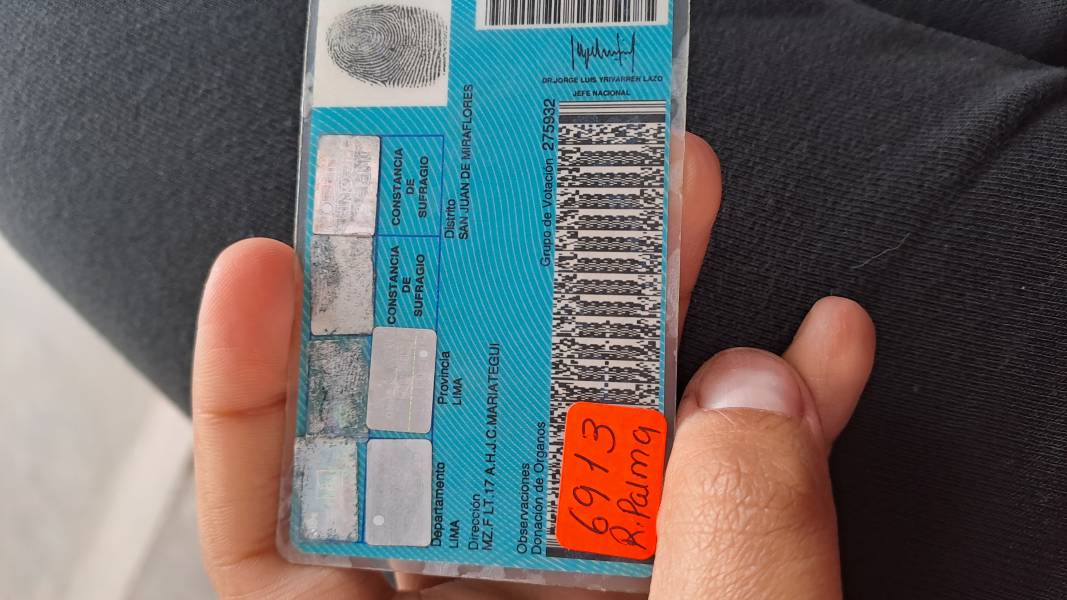 DR.JORGE LUIS YRIVARREN LAZO
JEFE NACIONAL
CONSTANCIA
DE
SUFRAGIO
CONSTANCIA
DE
SUFRAGIO
Departamento
LIMA
Provincia
LIMA
Distrito
SAN JUAN DE MIRAFLORES
Dirección
MZ.F LT.17 A.H.J.C.MARIATEGUI
Grupo de Votación 275932
Observaciones
Donación de Organos
6913
R.Palma